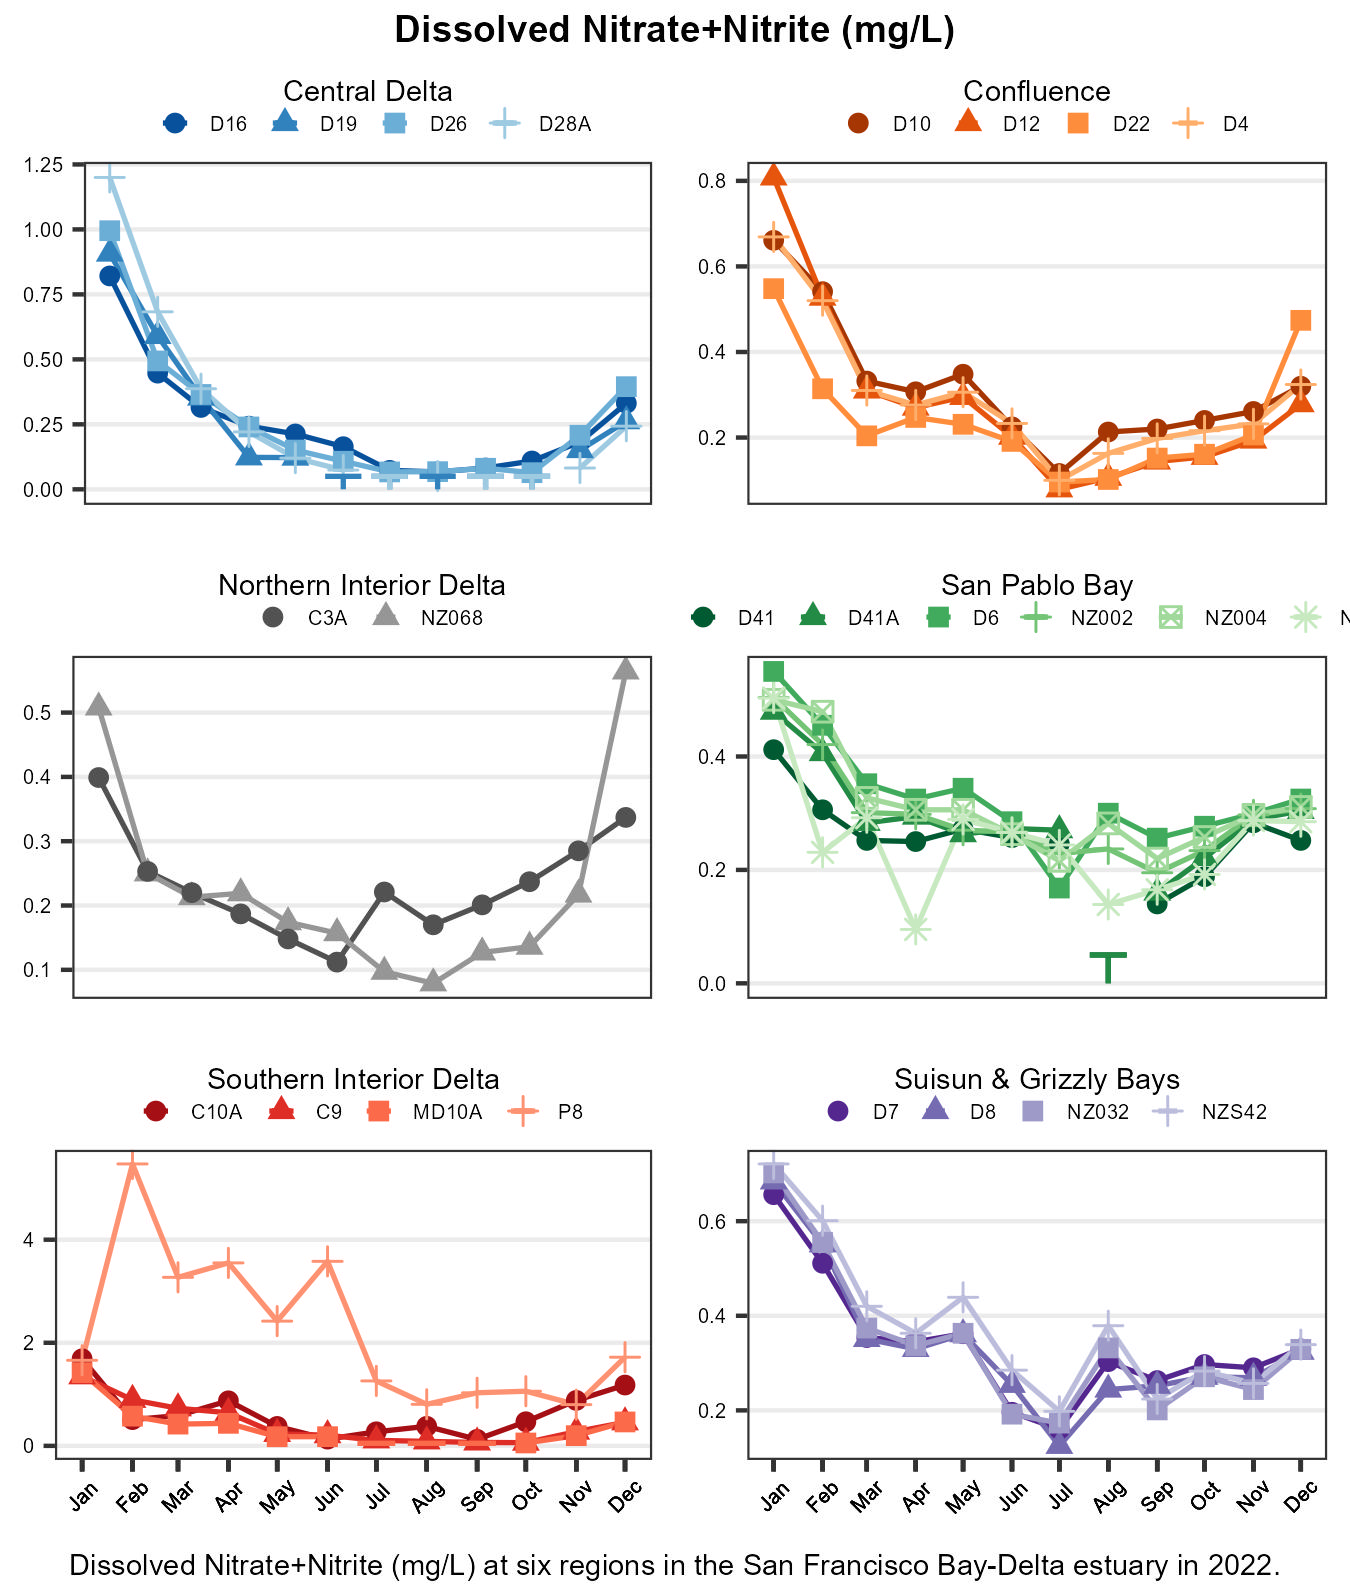 Dissolved Nitrate+Nitrite (mg/L)
Central Delta
D16 D19 D26 D28A
1.25
1.00
0.75
0.50
0.25
0.00
Confluence
D10 D12 D22 D4
0.8
0.6
0.4
0.2
Northern Interior Delta
C3A NZ068
0.5
0.4
0.3
0.2
0.1
San Pablo Bay
D41 D41A D6 NZ002 NZ004
0.4
0.2
0.0
Southern Interior Delta
C10A C9 MD10A P8
4
2
0
Jan Feb Mar Apr May Jun Jul Aug Sep Oct Nov Dec
Suisun & Grizzly Bays
D7 D8 NZ032 NZS42
0.6
0.4
0.2
Jan Feb Mar Apr May Jun Jul Aug Sep Oct Nov Dec
Dissolved Nitrate+Nitrite (mg/L) at six regions in the San Francisco Bay-Delta estuary in 2022.